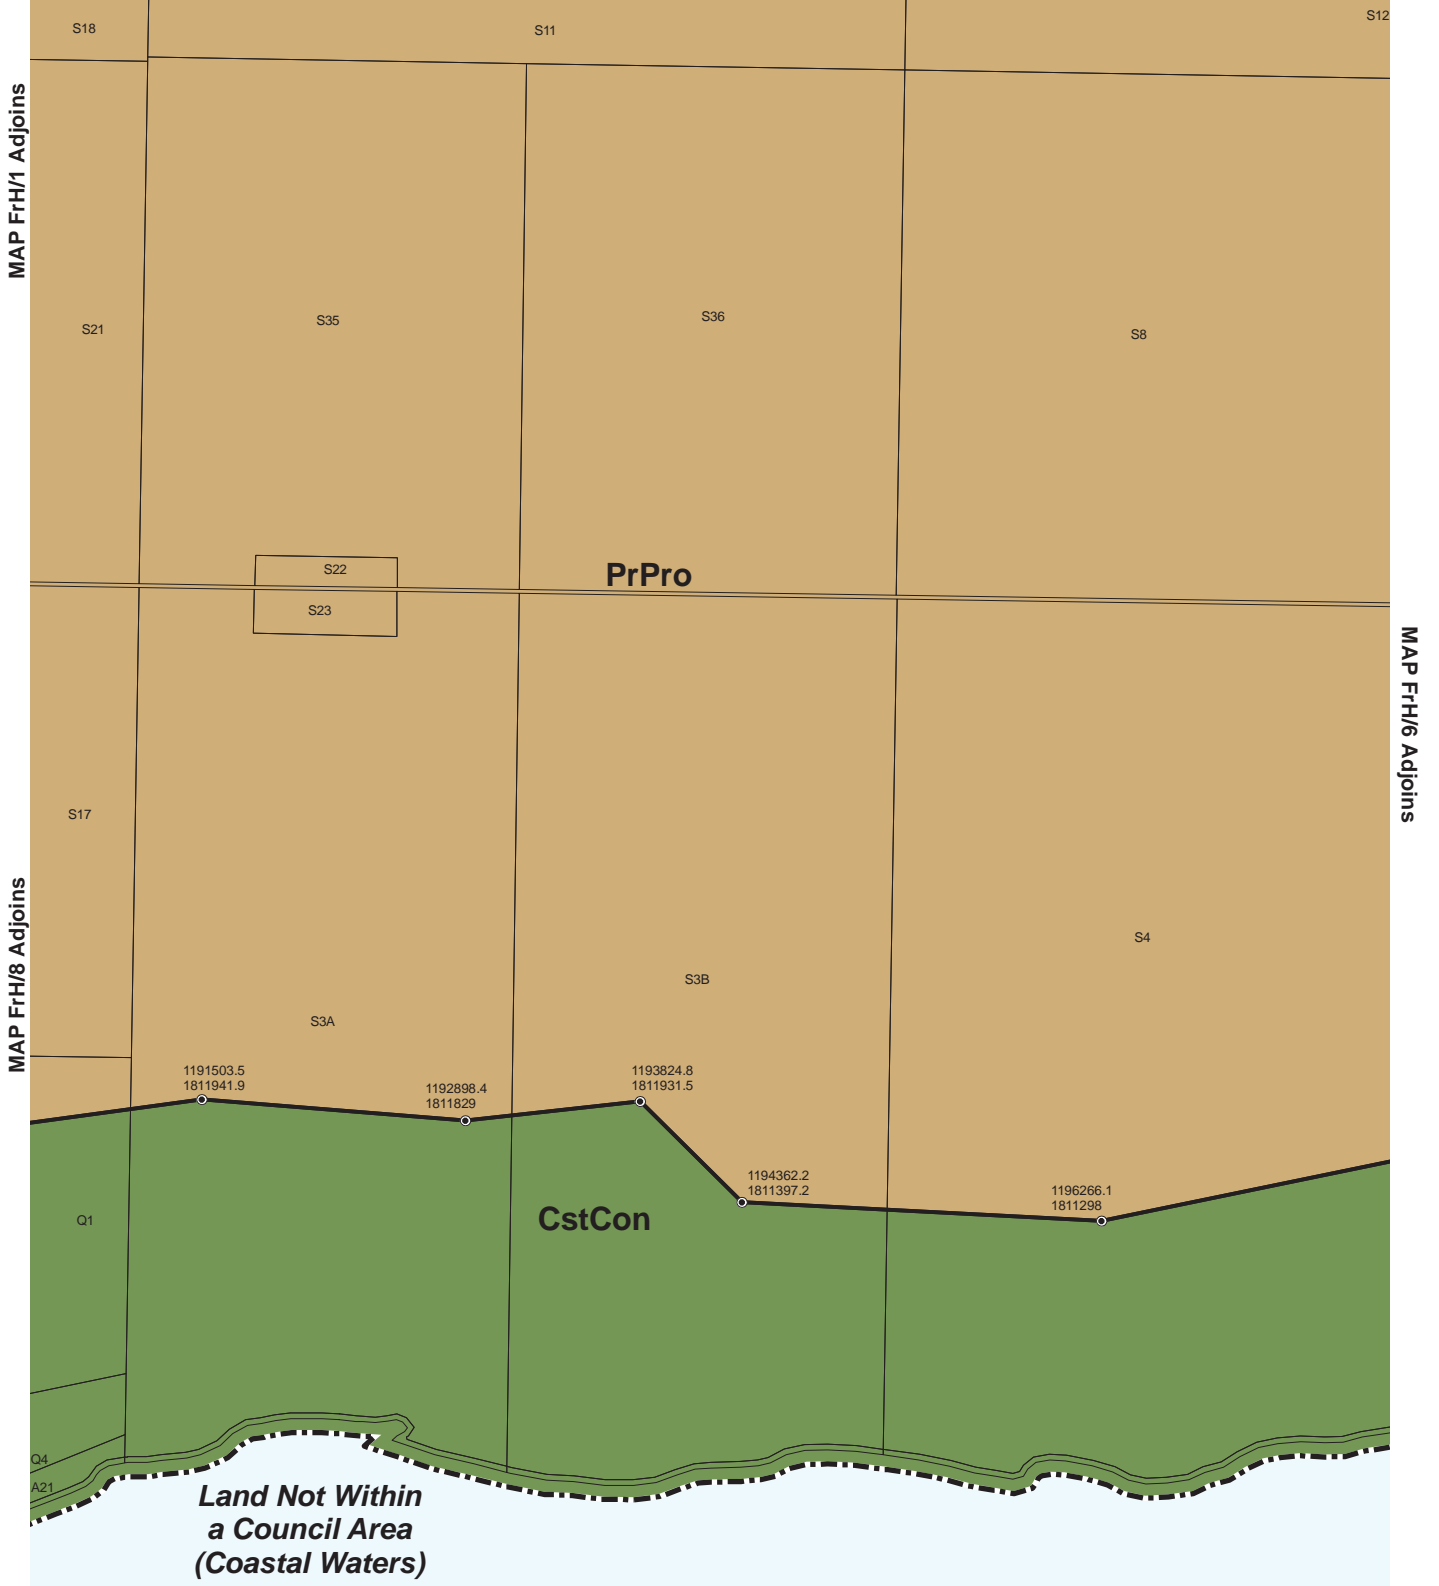 S18
S11
S12
MAP FrH/1 Adjoins
S21
S35
S36
S8
S22
PrPro
S23
MAP FrH/6 Adjoins
S17
MAP FrH/8 Adjoins
S4
S3B
S3A
1191503.5
1811941.9
1192898.4
1811829
1193824.8
1811931.5
1194362.2
1811397.2
1196266.1
1811298
Q1
CstCon
Q4
A21
Land Not Within
a Council Area
(Coastal Waters)